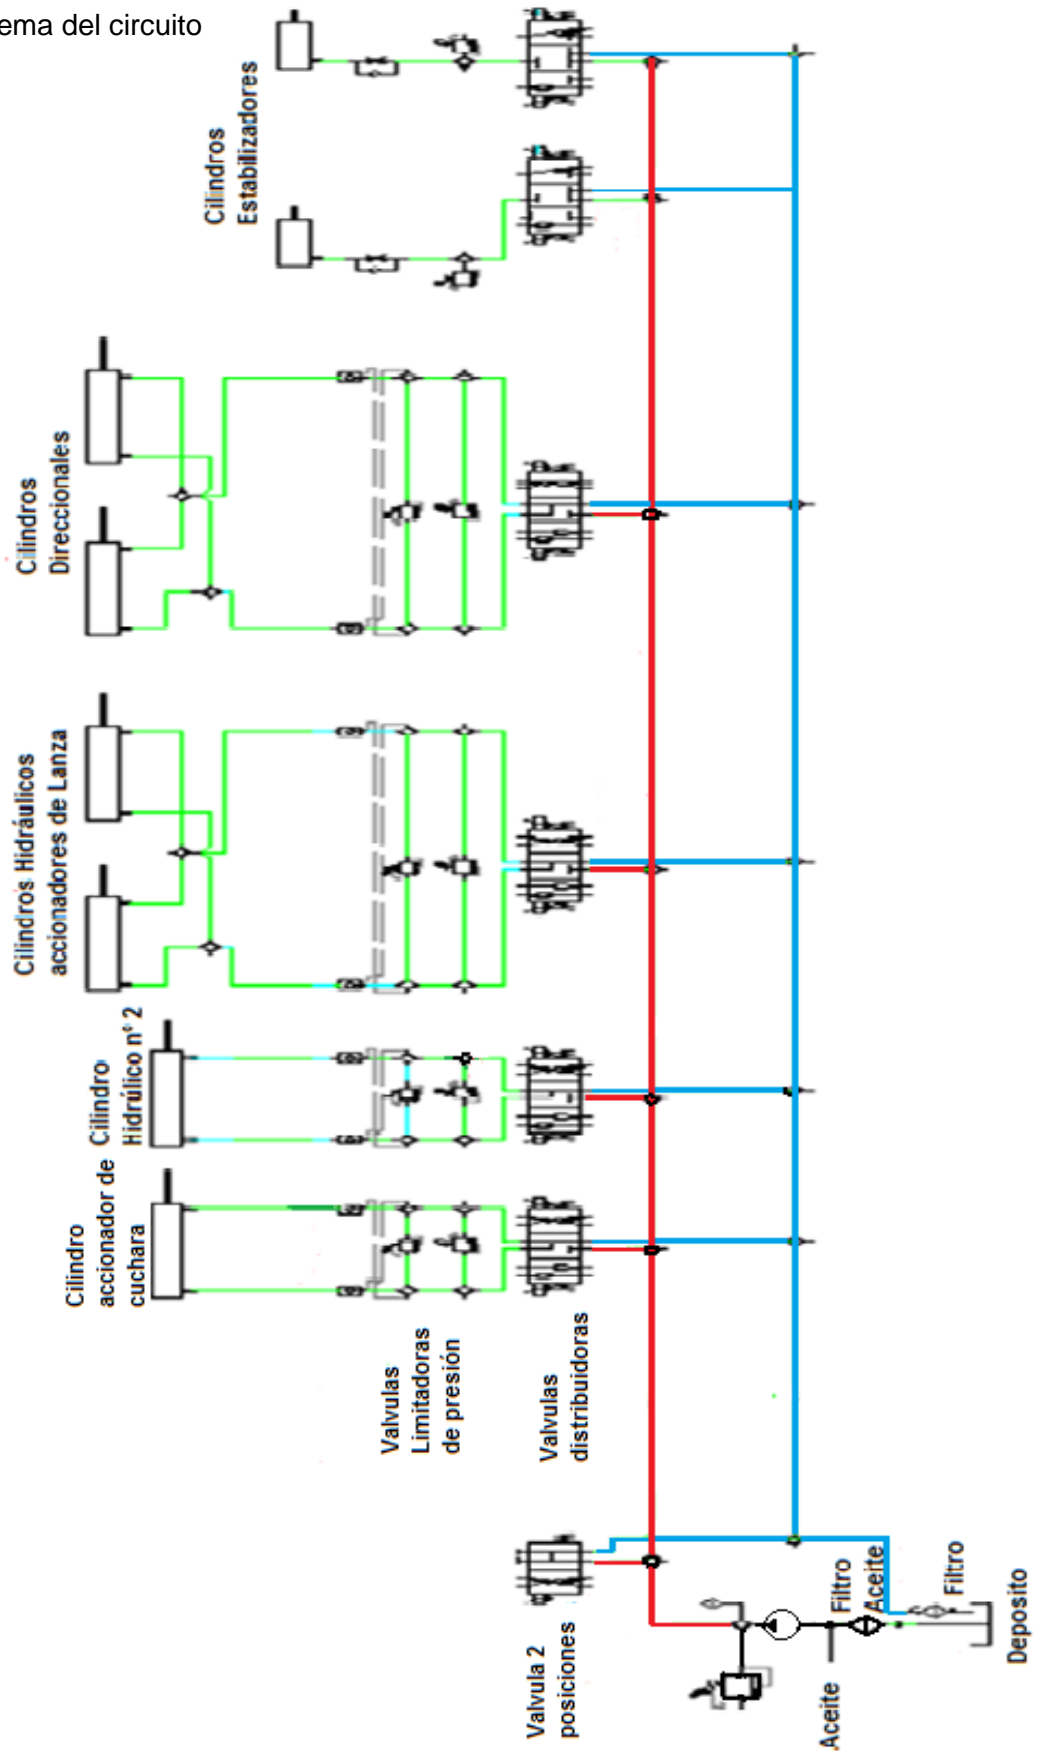 ema del circuito
Cilindros
Estabilizadores
Cilindros
Direccionales
Cilindros Hidráulicos
accionadores de Lanza
Cilindro
Hidrúlico nº 2
Cilindro
accionador de
cuchara
Valvulas
Limitadoras
de presión
Valvulas
distribuidoras
Valvula 2
posiciones
Aceite
Filtro
Aceite
Filtro
Deposito